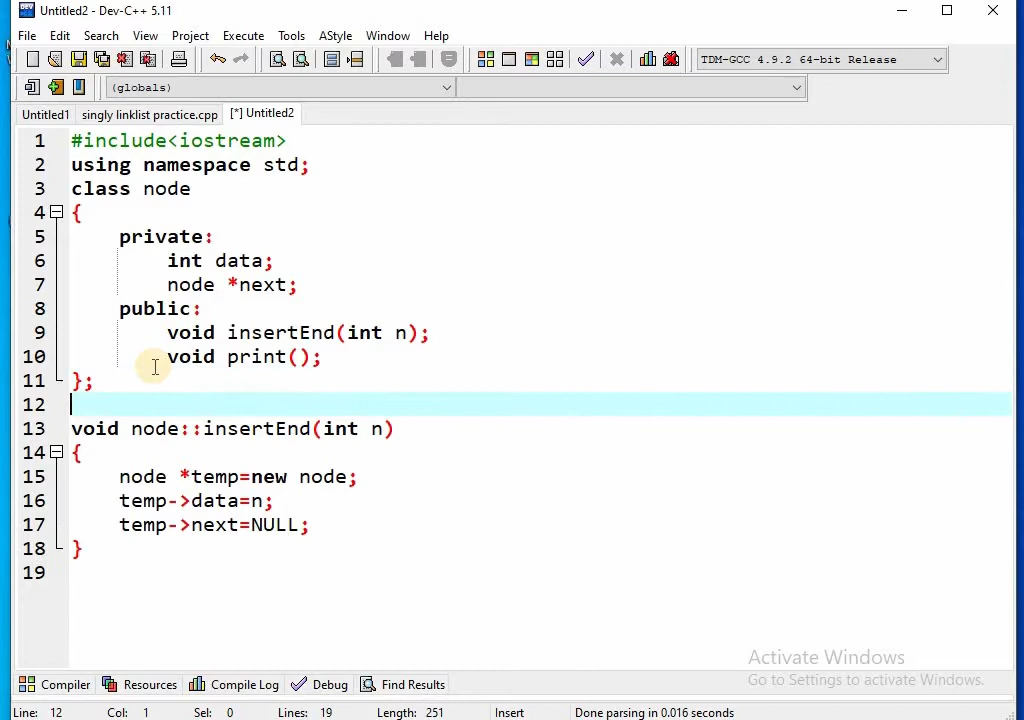 Untitled2 - Dev-C++ 5.11
File Edit Search View Project Execute Tools AStyle Window Help
TDM-GCC 4.9.2 64-bit Release
(globals)
Untitled1 singly linklist practice.cpp [*] Untitled2
1 #include<iostream>
2 using namespace std;
3 class node
4 {
5 private:
6 int data;
7 node *next;
8 public:
9 void insertEnd(int n);
10 void print();
11 };
12
13 void node::insertEnd(int n)
14 {
15 node *temp=new node;
16 temp->data=n;
17 temp->next=NULL;
18 }
19
Activate Windows
Go to Settings to activate Windows.
Compiler Resources Compile Log Debug Find Results
Line: 12 Col: 1 Sel: 0 Lines: 19 Length: 251 Insert Done parsing in 0.016 seconds